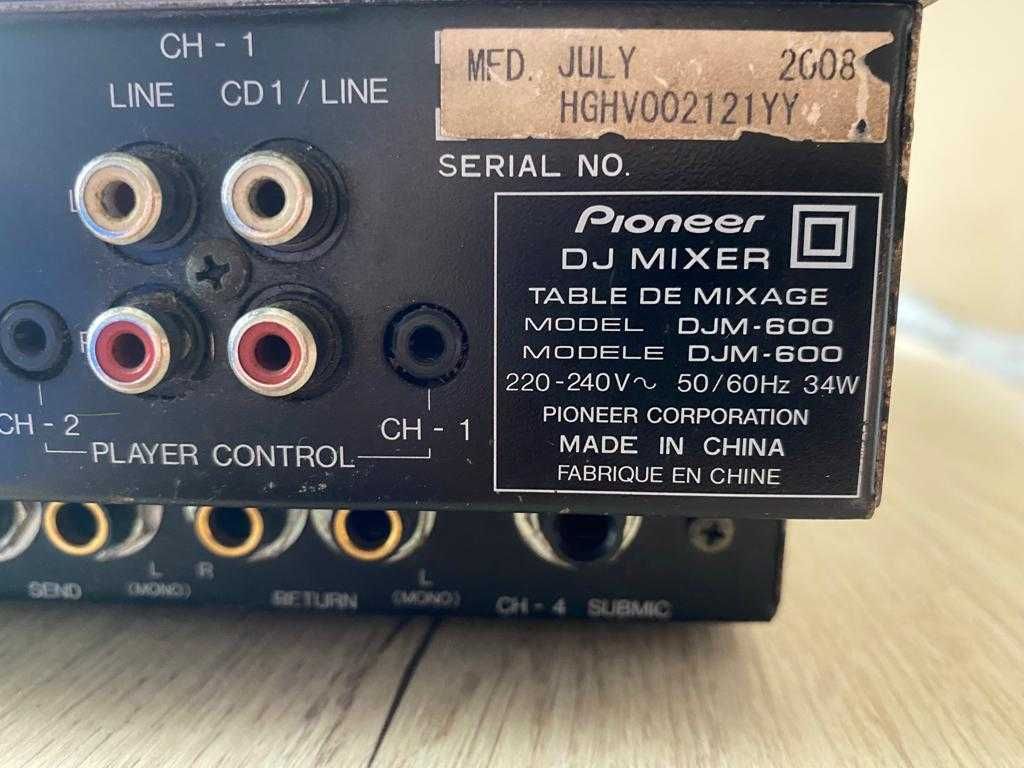 CH - 1
LINE CD1 / LINE
MFD. JULY 2008
HGHV002121YY
SERIAL NO.
L
R
Pioneer
DJ MIXER
TABLE DE MIXAGE
MODEL DJM-600
MODELE DJM-600
220-240V~ 50/60Hz 34W
PIONEER CORPORATION
MADE IN CHINA
FABRIQUE EN CHINE
CH - 2
CH - 1
PLAYER CONTROL
SEND
L
(MONO)
R
RETURN
L
(MONO)
CH - 4 SUBMIC